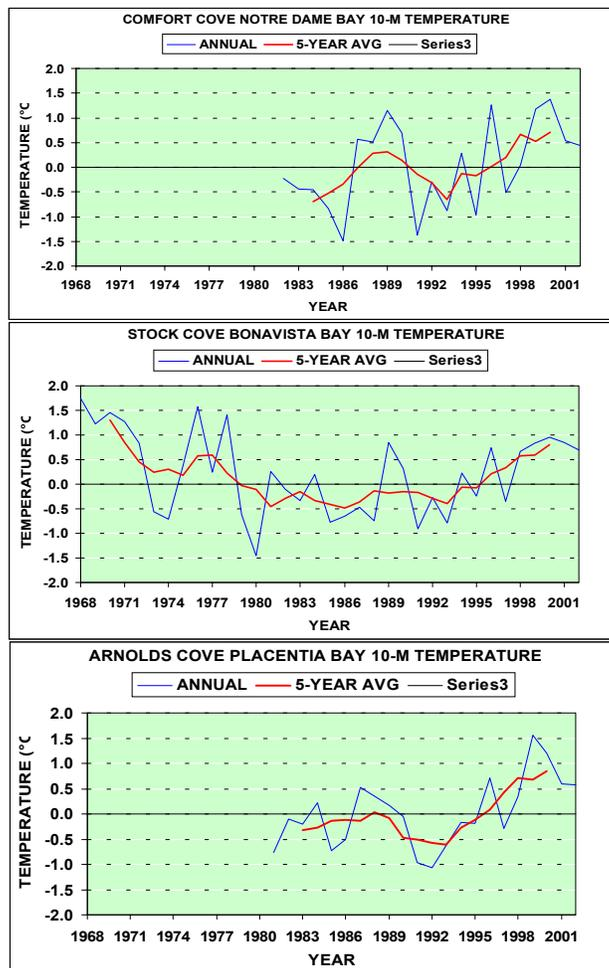 COMFORT COVE NOTRE DAME BAY 10-M TEMPERATURE
ANNUAL 5-YEAR AVG Series3
TEMPERATURE (°C
2.0
1.5
1.0
0.5
0.0
-0.5
-1.0
-1.5
-2.0
1968 1971 1974 1977 1980 1983 1986 1989 1992 1995 1998 2001
YEAR
STOCK COVE BONAVISTA BAY 10-M TEMPERATURE
ANNUAL 5-YEAR AVG Series3
TEMPERATURE (°C
2.0
1.5
1.0
0.5
0.0
-0.5
-1.0
-1.5
-2.0
1968 1971 1974 1977 1980 1983 1986 1989 1992 1995 1998 2001
YEAR
ARNOLDS COVE PLACENTIA BAY 10-M TEMPERATURE
ANNUAL 5-YEAR AVG Series3
TEMPERATURE (°C
2.0
1.5
1.0
0.5
0.0
-0.5
-1.0
-1.5
-2.0
1968 1971 1974 1977 1980 1983 1986 1989 1992 1995 1998 2001
YEAR